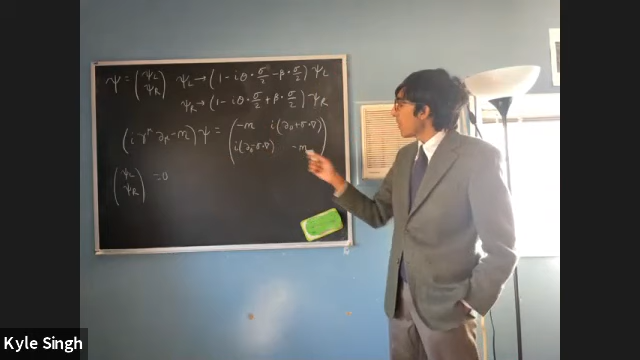 ψ = (ψL ψR) ψL → (1 - iθ · σ/2 - β · σ/2) ψL
ψR → (1 - iθ · σ/2 + β · σ/2) ψR
(i γ^μ ∂μ - m) ψ = ( -m i(∂0 + σ·∇)
i(∂0 - σ·∇) -m )
(ψL ψR) = 0
Kyle Singh